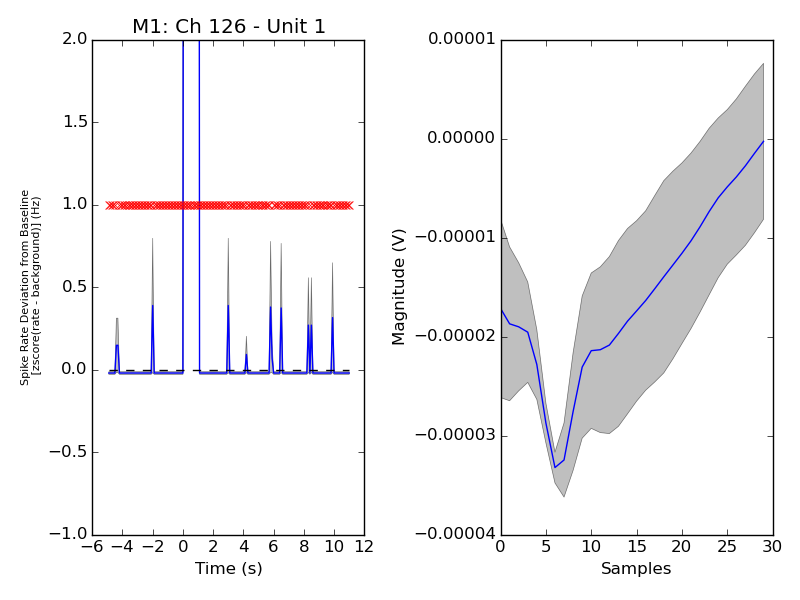 M1: Ch 126 - Unit 1
Spike Rate Deviation from Baseline
[zscore(rate - background)] (Hz)
2.0
1.5
1.0
0.5
0.0
−0.5
−1.0
−6 −4 −2 0 2 4 6 8 10 12
Time (s)
Magnitude (V)
0.00001
0.00000
−0.00001
−0.00002
−0.00003
−0.00004
0 5 10 15 20 25 30
Samples